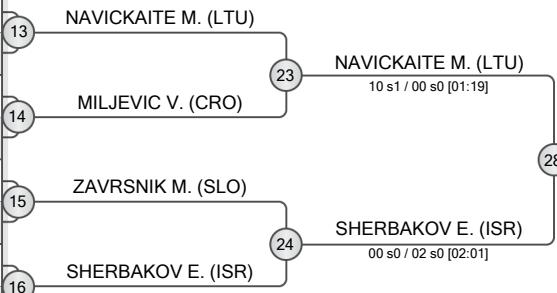 13
NAVICKAITE M. (LTU)
23
NAVICKAITE M. (LTU)
10 s1 / 00 s0 [01:19]
14
MILJEVIC V. (CRO)
28
15
ZAVRSNIK M. (SLO)
24
SHERBAKOV E. (ISR)
00 s0 / 02 s0 [02:01]
16
SHERBAKOV E. (ISR)